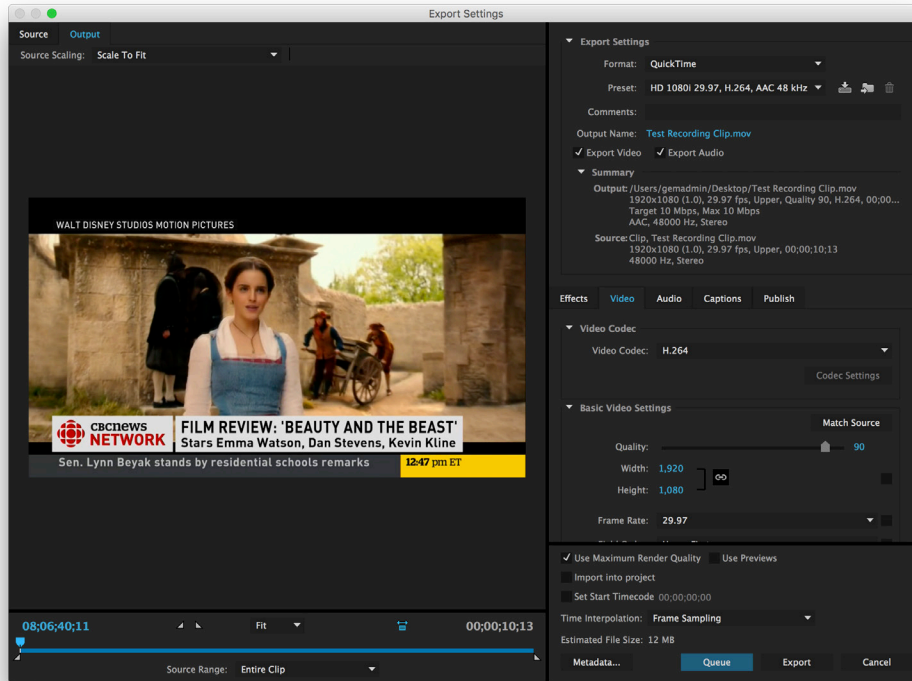 Export Settings
Source
Output
Source Scaling: Scale To Fit
WALT DISNEY STUDIOS MOTION PICTURES
cbcnews
NETWORK
FILM REVIEW: 'BEAUTY AND THE BEAST'
Stars Emma Watson, Dan Stevens, Kevin Kline
Sen. Lynn Beyak stands by residential schools remarks
12:47 pm ET
08;06;40;11
Fit
00;00;10;13
Source Range: Entire Clip
Export Settings
Format: QuickTime
Preset: HD 1080i 29.97, H.264, AAC 48 kHz
Comments:
Output Name: Test Recording Clip.mov
Export Video
Export Audio
Summary
Output: /Users/gemadmin/Desktop/Test Recording Clip.mov
1920x1080 (1.0), 29.97 fps, Upper, Quality 90, H.264, 00;00...
Target 10 Mbps, Max 10 Mbps
AAC, 48000 Hz, Stereo
Source: Clip, Test Recording Clip.mov
1920x1080 (1.0), 29.97 fps, Upper, 00;00;10;13
48000 Hz, Stereo
Effects
Video
Audio
Captions
Publish
Video Codec
Video Codec: H.264
Codec Settings
Basic Video Settings
Match Source
Quality: 90
Width: 1,920
Height: 1,080
Frame Rate: 29.97
Use Maximum Render Quality
Use Previews
Import into project
Set Start Timecode 00;00;00;00
Time Interpolation: Frame Sampling
Estimated File Size: 12 MB
Metadata...
Queue
Export
Cancel